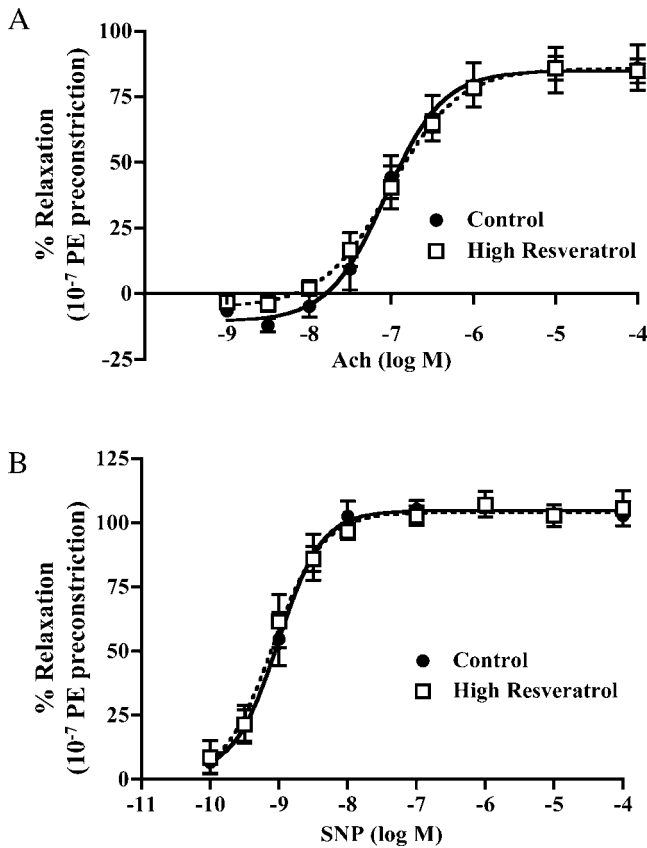 A
100
75
50
25
0
-25
% Relaxation
(10-7 PE preconstriction)
Control
High Resveratrol
-9 -8 -7 -6 -5 -4
Ach (log M)
B
125
100
75
50
25
0
% Relaxation
(10-7 PE preconstriction)
Control
High Resveratrol
-11 -10 -9 -8 -7 -6 -5 -4
SNP (log M)